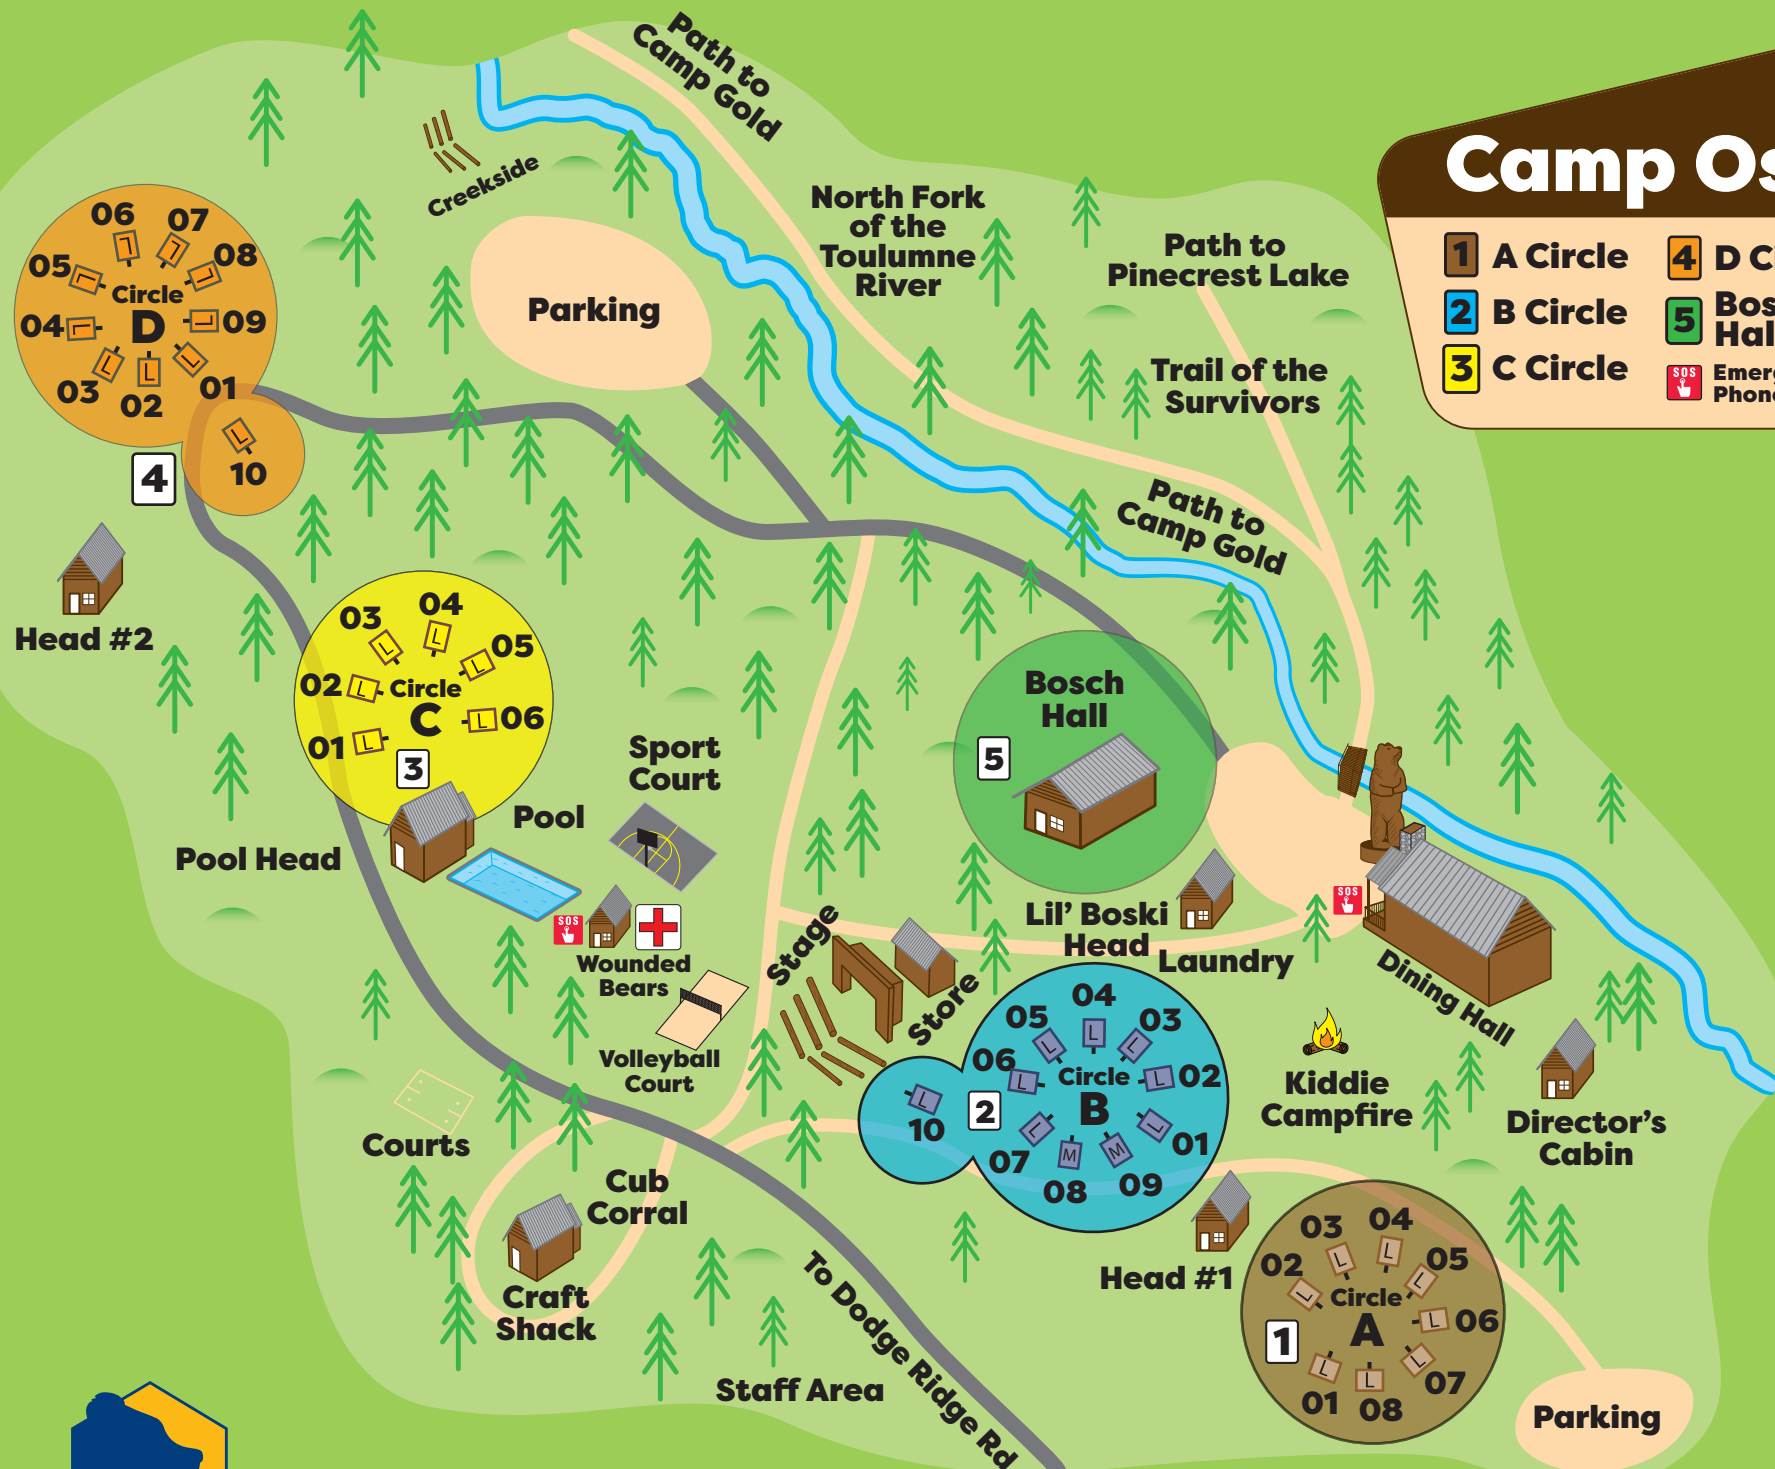 Path to
Camp Gold
Creekside
North Fork
of the
Toulumne
River
Path to
Pinecrest Lake
Camp Os
1 A Circle
2 B Circle
3 C Circle
4 D C
5 Bos
Hal
SOS
Emer
Phon
Parking
Trail of the
Survivors
Path to
Camp Gold
06
07
05
08
Circle
D
04
09
03
02
01
10
4
Head #2
03
04
05
02
Circle
C
06
01
3
Pool
Pool Head
Sport
Court
Bosch
Hall
5
SOS
Wounded
Bears
Volleyball
Court
Stage
Store
Lil' Boski
Head
Laundry
SOS
Dining Hall
Courts
Cub
Corral
Craft
Shack
04
05
03
06
Circle
B
02
2
10
01
07
08
09
L
L
L
L
L
L
L
L
M
M
Kiddie
Campfire
Director's
Cabin
Head #1
03
04
02
05
Circle
A
06
1
07
01
08
L
L
L
L
L
L
L
L
Parking
Staff Area
To Dodge Ridge Rd